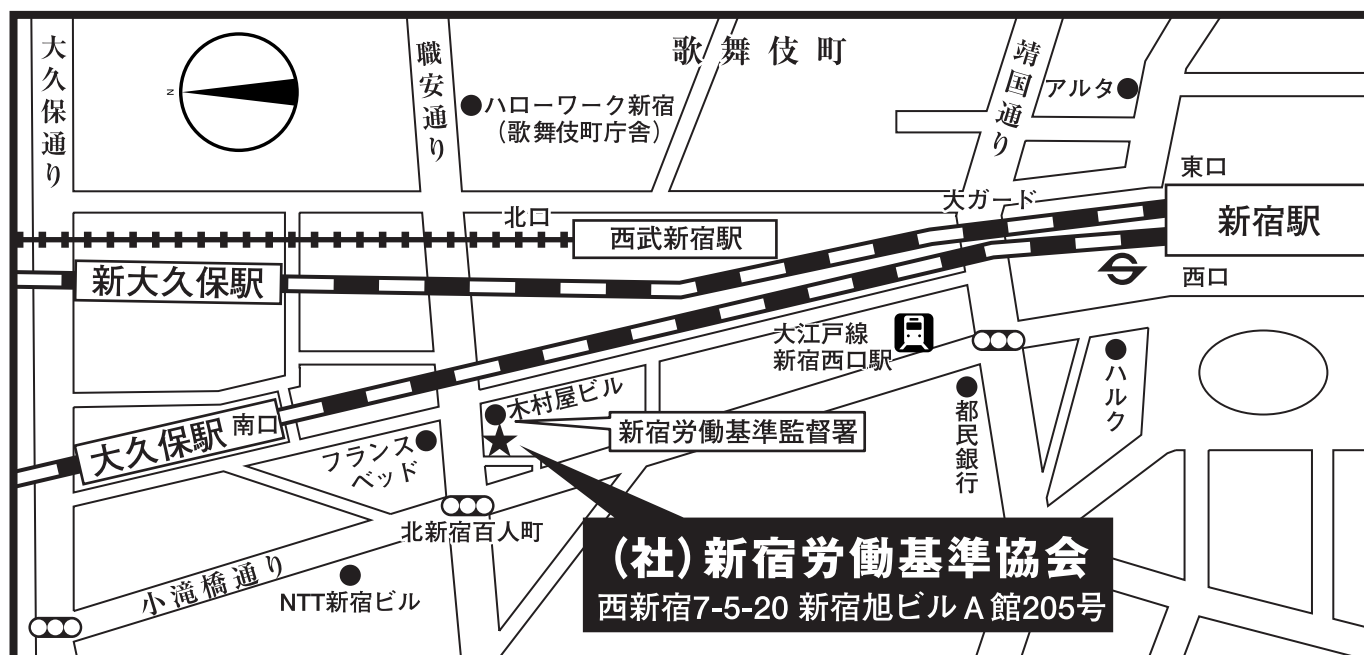 大久保通り
職安通り
歌舞伎町
靖国通り
アルタ
N
ハローワーク新宿
（歌舞伎町庁舎）
東口
大ガード
北口
西武新宿駅
新宿駅
新大久保駅
西口
大江戸線
新宿西口駅
ハルク
木村屋ビル
都民銀行
大久保駅
南口
新宿労働基準監督署
フランス
ベッド
北新宿百人町
小滝橋通り
NTT新宿ビル
(社)新宿労働基準協会
西新宿7-5-20 新宿旭ビルA館205号